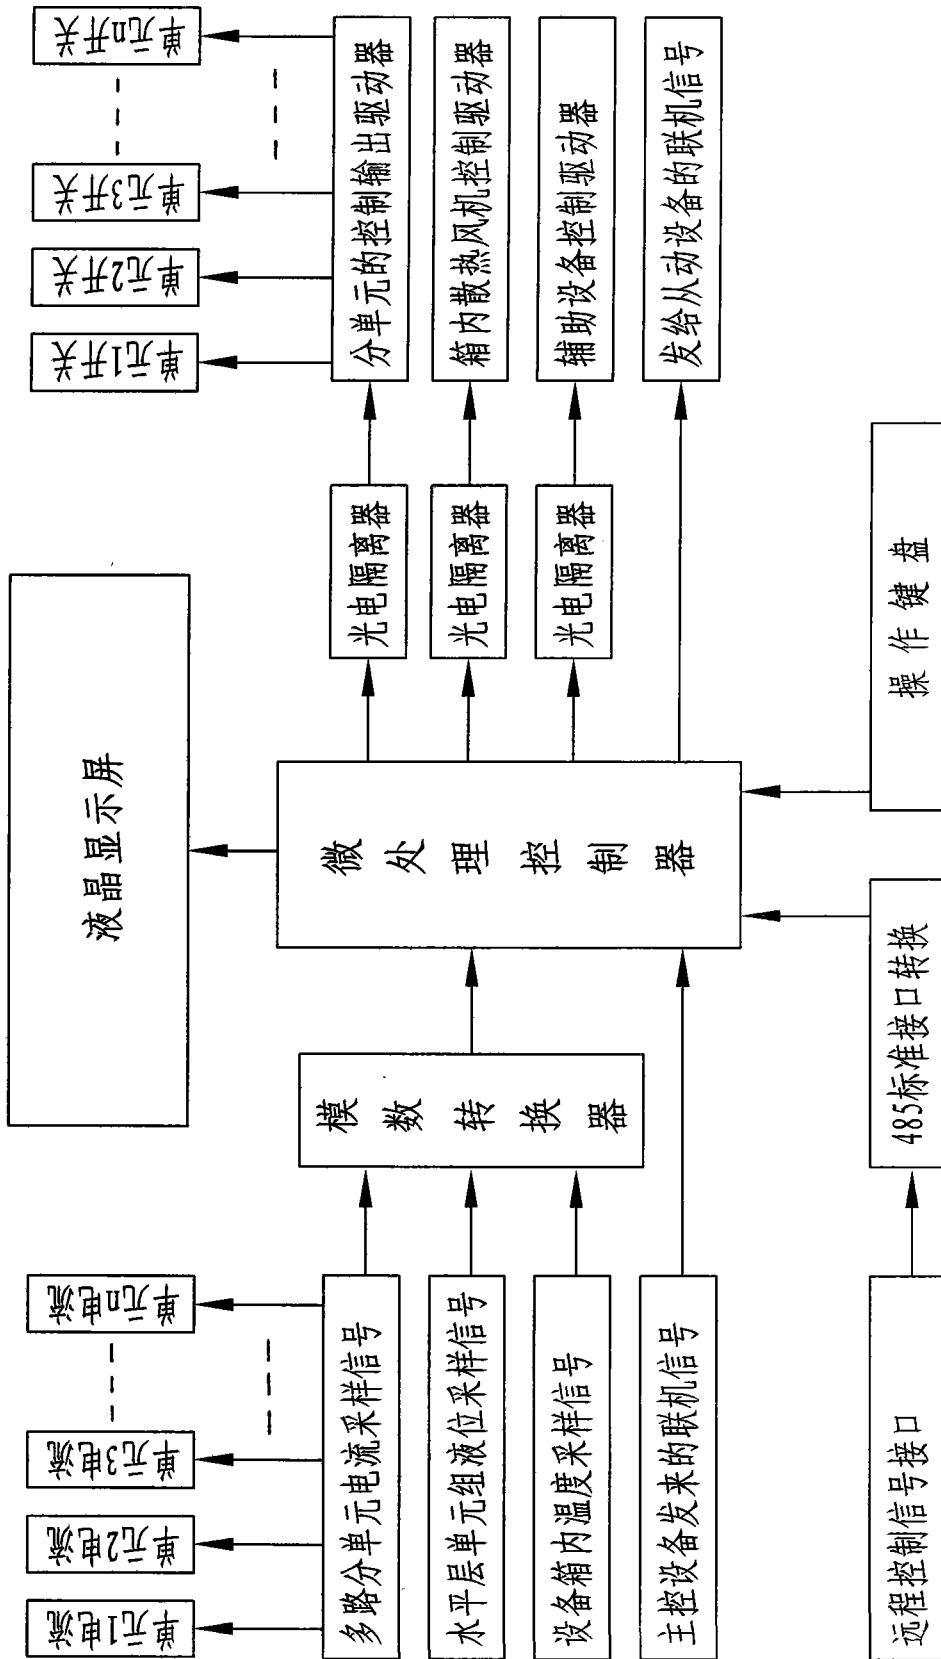 单元1电流
单元2电流
单元3电流
单元n电流
多路分单元电流采样信号
水平层单元组液位采样信号
设备箱内温度采样信号
主控设备发来的联机信号
远程控制信号接口
模数转换器
485标准接口转换
液晶显示屏
微处理控制器
操作键盘
光电隔离器
光电隔离器
光电隔离器
单元1开关
单元2开关
单元3开关
单元n开关
分单元的控制输出驱动器
箱内散热风机控制驱动器
辅助设备控制驱动器
发给从动设备的联机信号